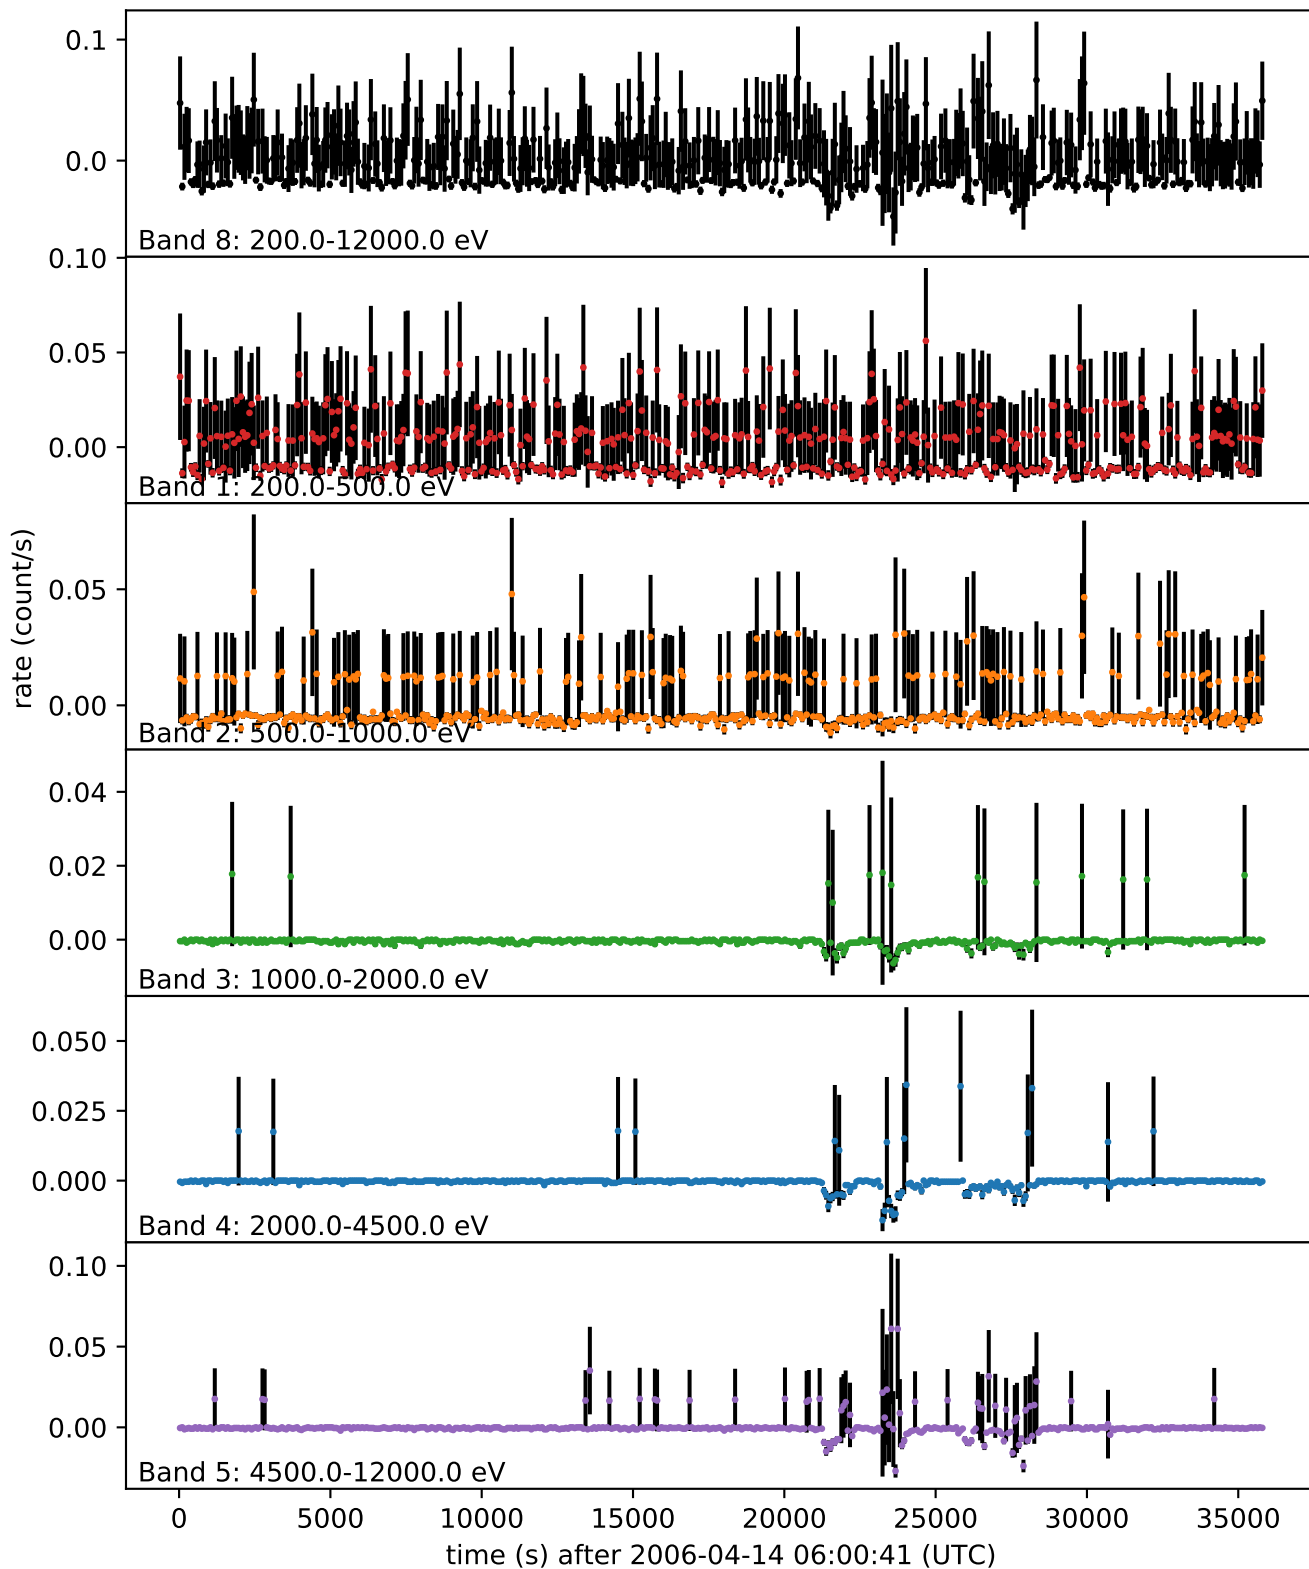 0.1
0.0
Band 8: 200.0-12000.0 eV
0.10
0.05
0.00
Band 1: 200.0-500.0 eV
0.05
0.00
Band 2: 500.0-1000.0 eV
rate (count/s)
0.04
0.02
0.00
Band 3: 1000.0-2000.0 eV
0.050
0.025
0.000
Band 4: 2000.0-4500.0 eV
0.10
0.05
0.00
Band 5: 4500.0-12000.0 eV
0 5000 10000 15000 20000 25000 30000 35000
time (s) after 2006-04-14 06:00:41 (UTC)